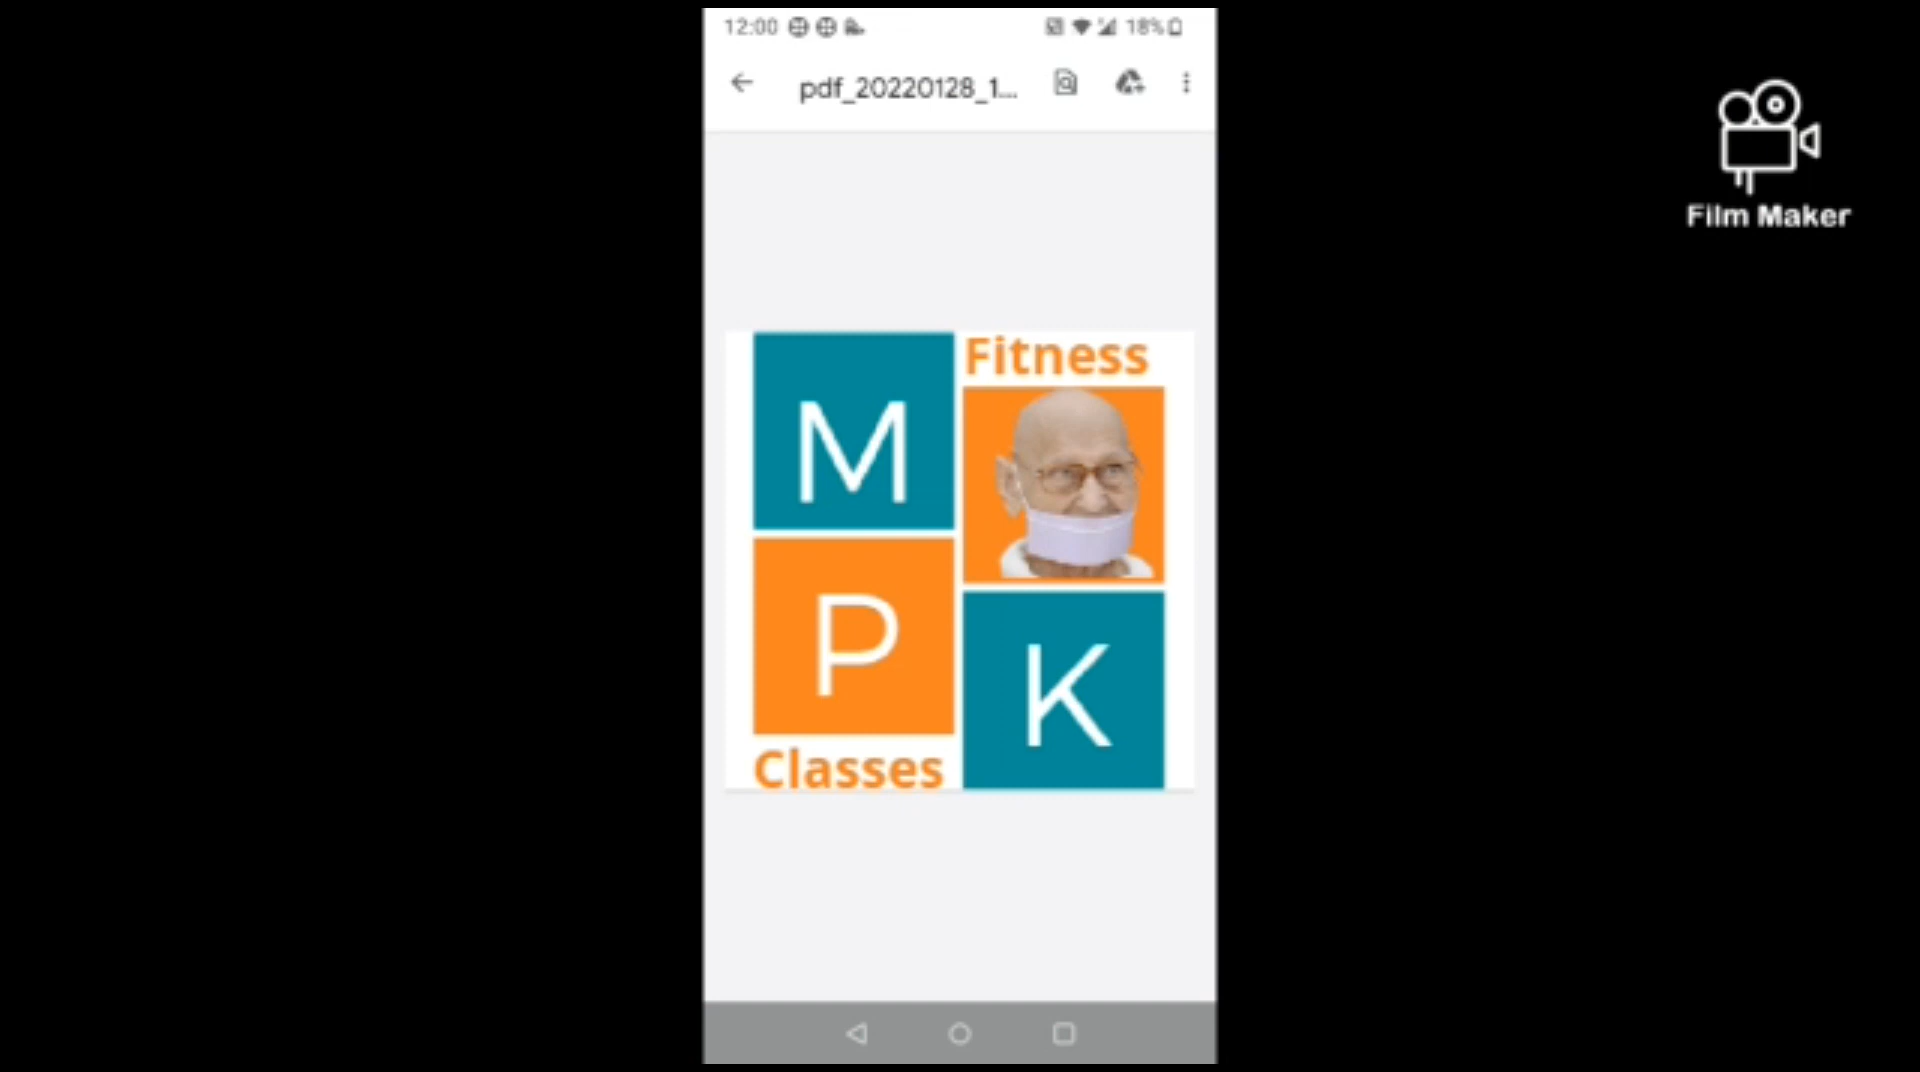 12:00
18%
pdf_20220128_1...
Film Maker
Fitness
M
P
K
Classes